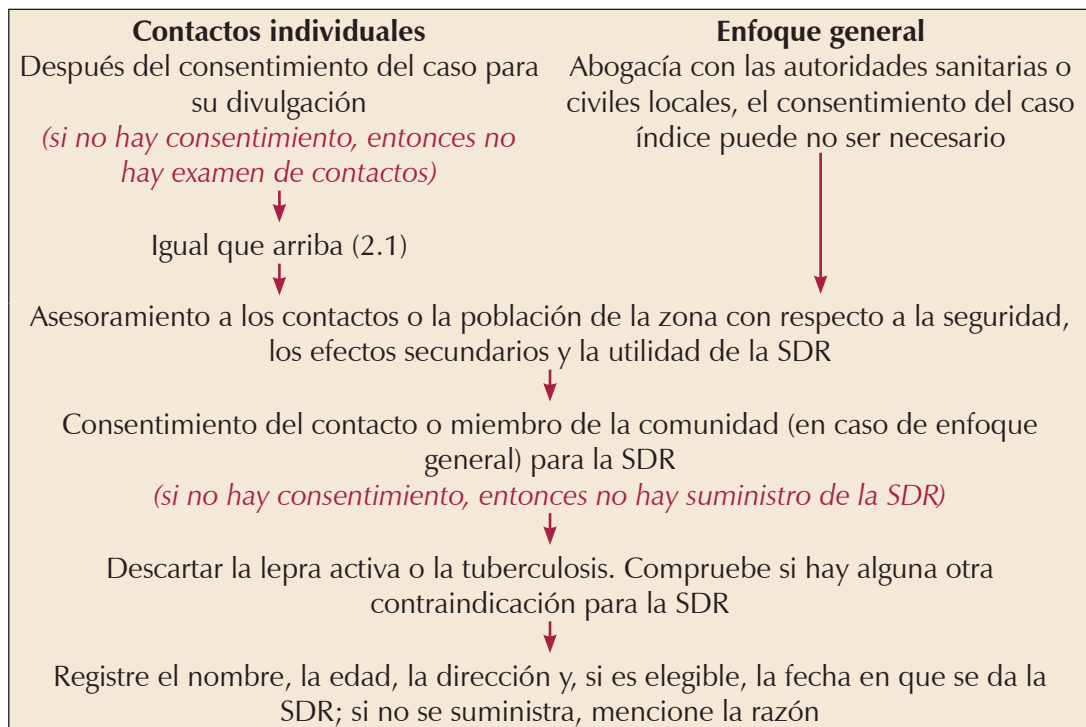 Contactos individuales
Después del consentimiento del caso para
su divulgación
(si no hay consentimiento, entonces no
hay examen de contactos)
Igual que arriba (2.1)
Enfoque general
Abogacía con las autoridades sanitarias o
civiles locales, el consentimiento del caso
índice puede no ser necesario
Asesoramiento a los contactos o la población de la zona con respecto a la seguridad,
los efectos secundarios y la utilidad de la SDR
Consentimiento del contacto o miembro de la comunidad (en caso de enfoque
general) para la SDR
(si no hay consentimiento, entonces no hay suministro de la SDR)
Descartar la lepra activa o la tuberculosis. Compruebe si hay alguna otra
contraindicación para la SDR
Registre el nombre, la edad, la dirección y, si es elegible, la fecha en que se da la
SDR; si no se suministra, mencione la razón